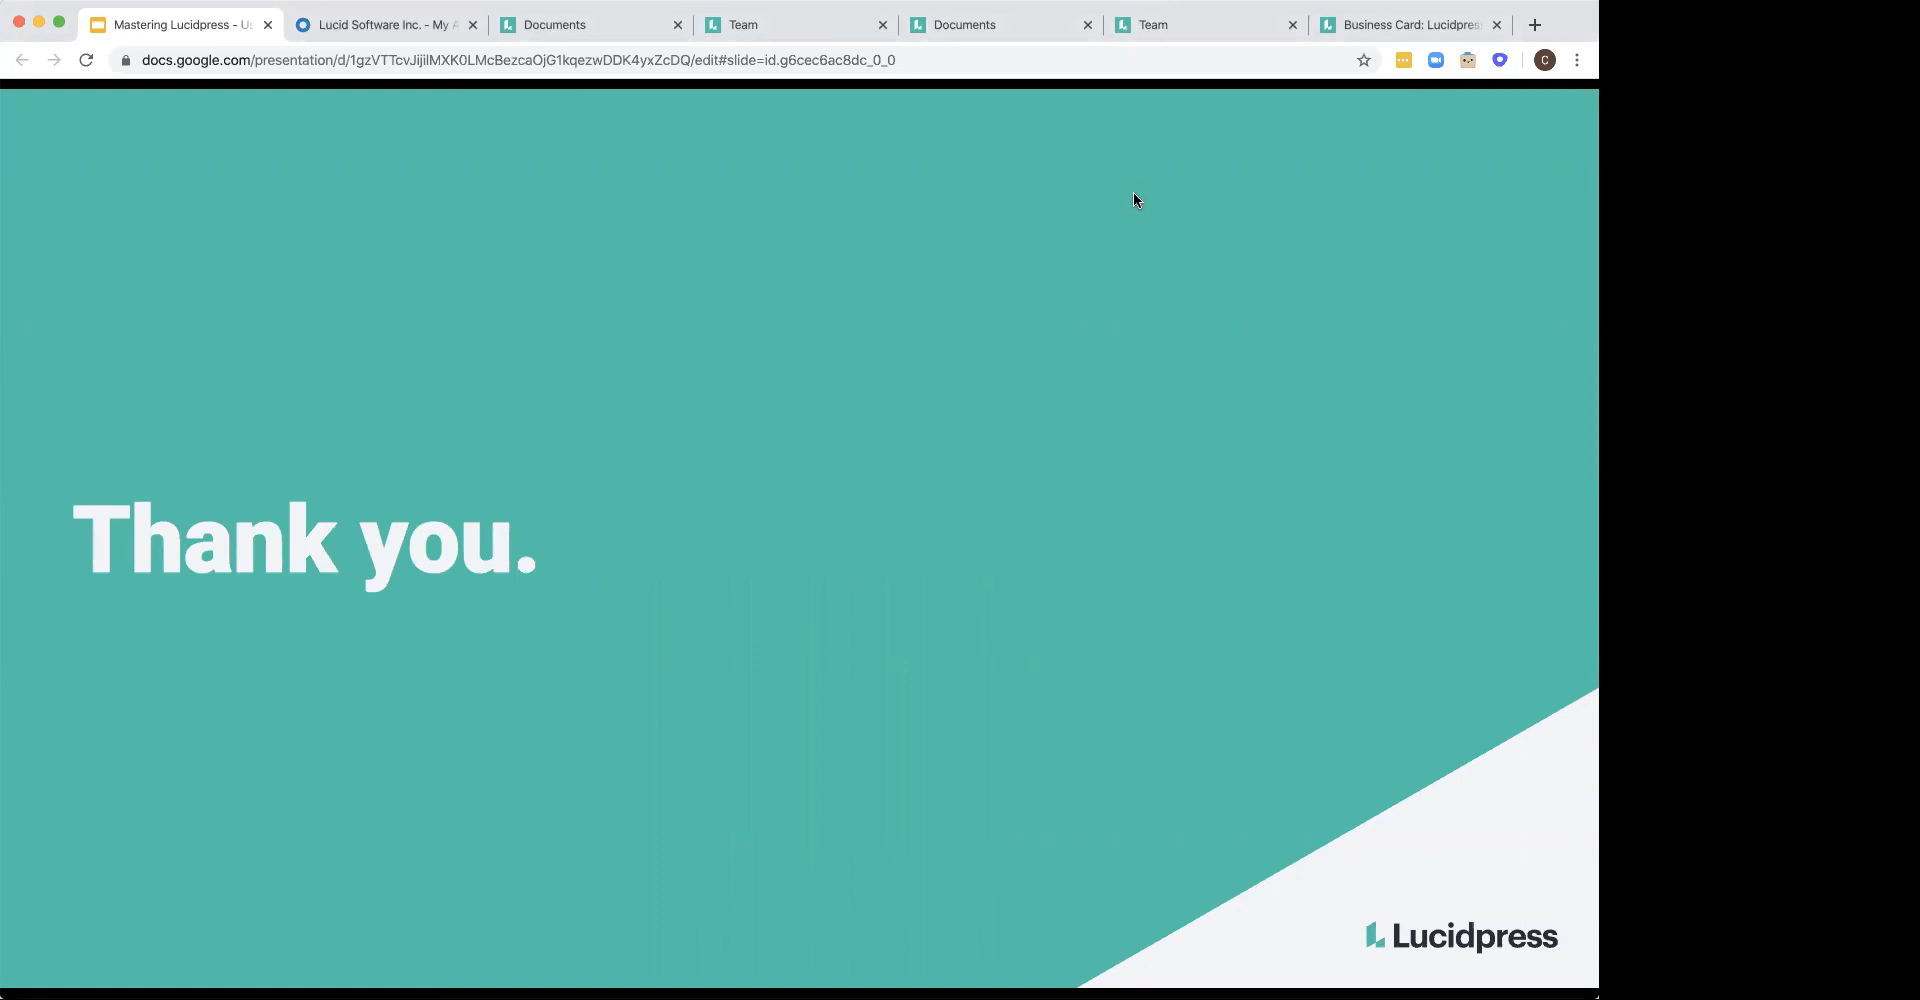 Mastering Lucidpress - Us
Lucid Software Inc. - My A
Documents
Team
Documents
Team
Business Card: Lucidpres
docs.google.com/presentation/d/1gzVTTcvJijilMXK0LMcBezcaOjG1kqezwDDK4yxZcDQ/edit#slide=id.g6cec6ac8dc_0_0
C
Thank you.
Lucidpress